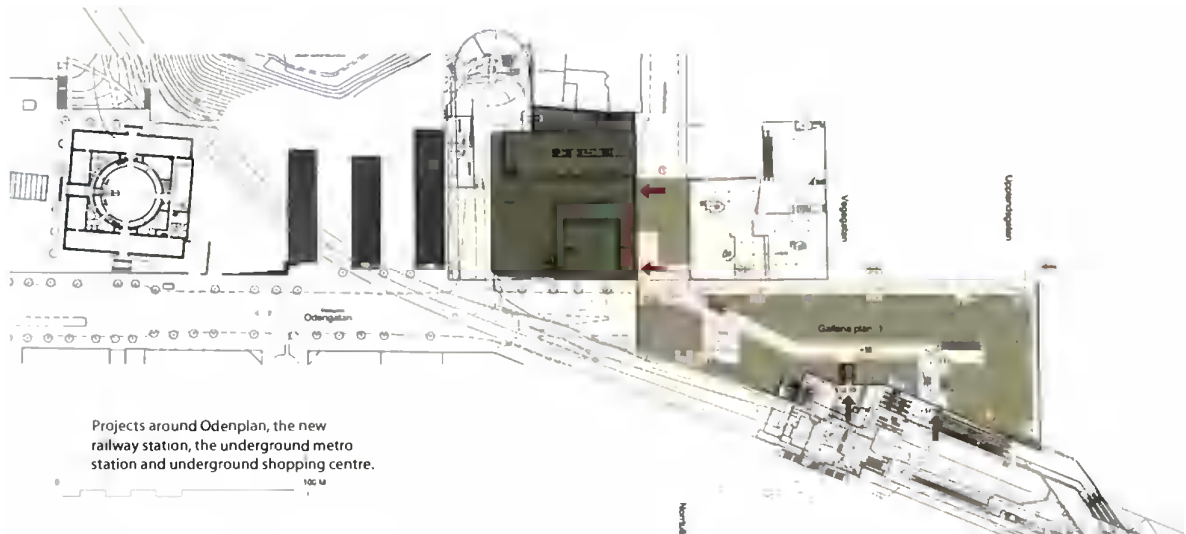 Vegagatan
Odengatan
Galleria plan 1
Projects around Odenplan, the new
railway station, the underground metro
station and underground shopping centre.
0 100 M